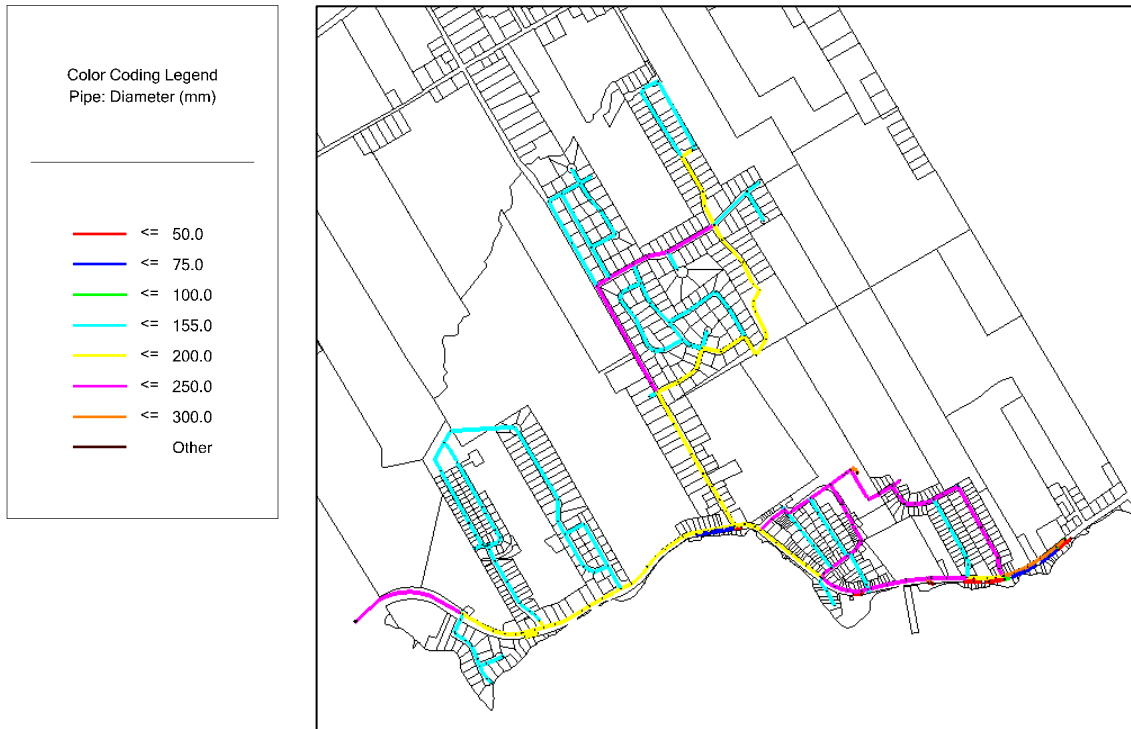 Color Coding Legend
Pipe: Diameter (mm)
<= 50.0
<= 75.0
<= 100.0
<= 155.0
<= 200.0
<= 250.0
<= 300.0
Other